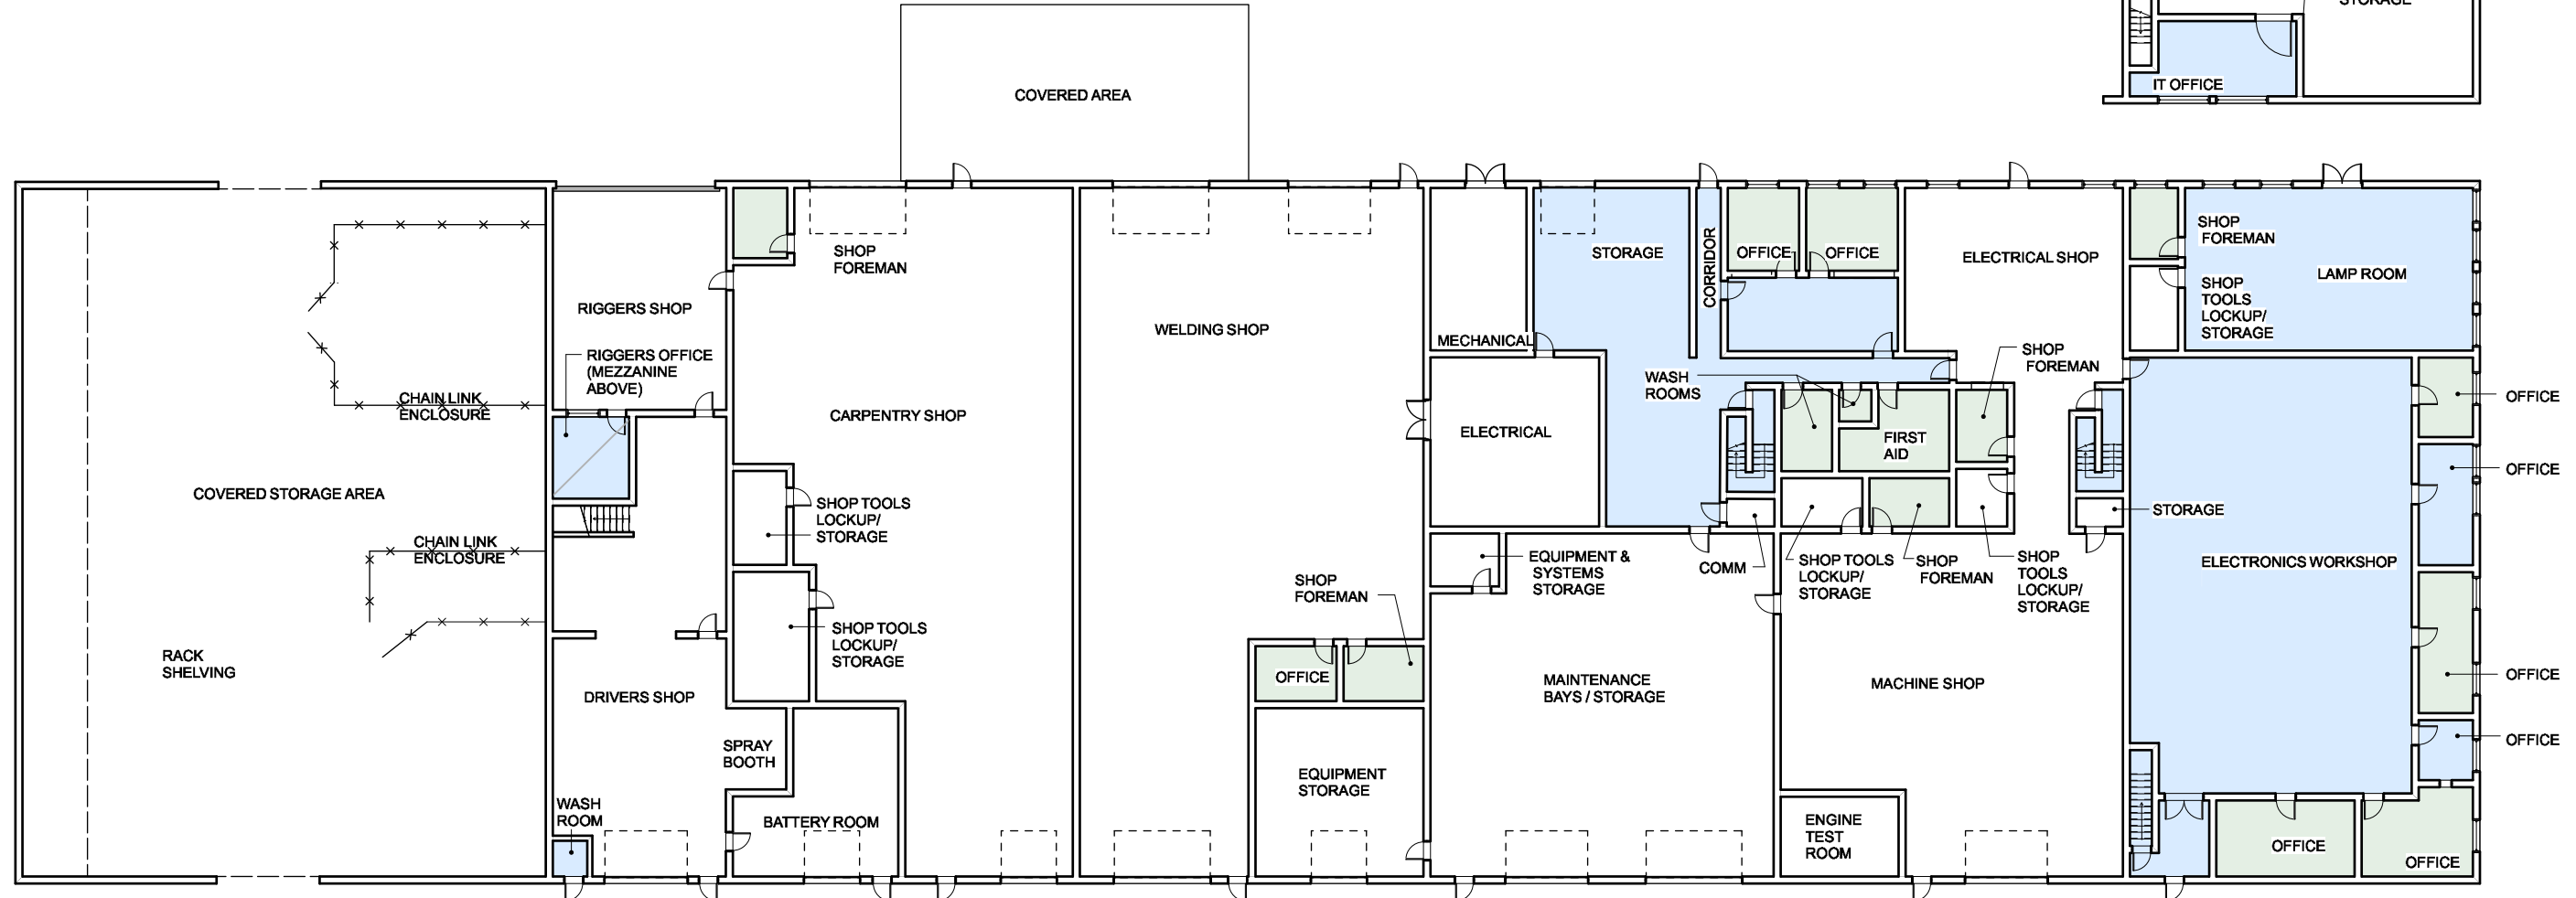 STORAGE
IT OFFICE
COVERED AREA
SHOP
FOREMAN
RIGGERS SHOP
RIGGERS OFFICE
(MEZZANINE
ABOVE)
CHAIN LINK
ENCLOSURE
COVERED STORAGE AREA
CHAIN LINK
ENCLOSURE
RACK
SHELVING
CARPENTRY SHOP
SHOP TOOLS
LOCKUP/
STORAGE
SHOP TOOLS
LOCKUP/
STORAGE
DRIVERS SHOP
SPRAY
BOOTH
WASH
ROOM
BATTERY ROOM
WELDING SHOP
SHOP
FOREMAN
OFFICE
EQUIPMENT
STORAGE
MECHANICAL
ELECTRICAL
STORAGE
CORRIDOR
OFFICE
OFFICE
WASH
ROOMS
FIRST
AID
EQUIPMENT &
SYSTEMS
STORAGE
COMM
SHOP TOOLS
LOCKUP/
STORAGE
SHOP
FOREMAN
SHOP
TOOLS
LOCKUP/
STORAGE
MAINTENANCE
BAYS / STORAGE
MACHINE SHOP
ENGINE
TEST
ROOM
ELECTRICAL SHOP
SHOP
FOREMAN
SHOP
FOREMAN
SHOP
TOOLS
LOCKUP/
STORAGE
LAMP ROOM
STORAGE
ELECTRONICS WORKSHOP
OFFICE
OFFICE
OFFICE
OFFICE
OFFICE
OFFICE